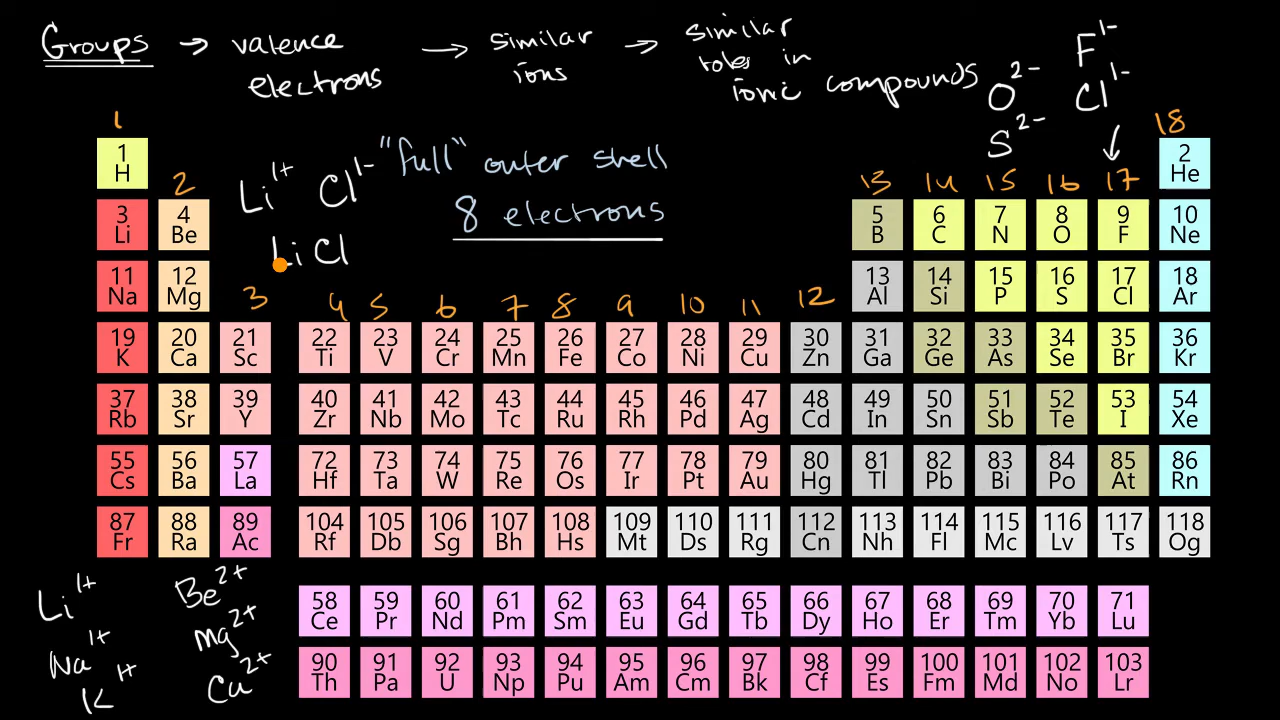 Groups → valence electrons → similar ions → similar roles in ionic compounds
O²⁻ F¹⁻
S²⁻ Cl¹⁻
Li¹⁺ Cl¹⁻ "full" outer shell
LiCl 8 electrons
1 2 3 4 5 6 7 8 9 10 11 12 13 14 15 16 17 18
1 H 2 He
3 Li 4 Be 5 B 6 C 7 N 8 O 9 F 10 Ne
11 Na 12 Mg 13 Al 14 Si 15 P 16 S 17 Cl 18 Ar
19 K 20 Ca 21 Sc 22 Ti 23 V 24 Cr 25 Mn 26 Fe 27 Co 28 Ni 29 Cu 30 Zn 31 Ga 32 Ge 33 As 34 Se 35 Br 36 Kr
37 Rb 38 Sr 39 Y 40 Zr 41 Nb 42 Mo 43 Tc 44 Ru 45 Rh 46 Pd 47 Ag 48 Cd 49 In 50 Sn 51 Sb 52 Te 53 I 54 Xe
55 Cs 56 Ba 57 La 72 Hf 73 Ta 74 W 75 Re 76 Os 77 Ir 78 Pt 79 Au 80 Hg 81 Tl 82 Pb 83 Bi 84 Po 85 At 86 Rn
87 Fr 88 Ra 89 Ac 104 Rf 105 Db 106 Sg 107 Bh 108 Hs 109 Mt 110 Ds 111 Rg 112 Cn 113 Nh 114 Fl 115 Mc 116 Lv 117 Ts 118 Og
58 Ce 59 Pr 60 Nd 61 Pm 62 Sm 63 Eu 64 Gd 65 Tb 66 Dy 67 Ho 68 Er 69 Tm 70 Yb 71 Lu
90 Th 91 Pa 92 U 93 Np 94 Pu 95 Am 96 Cm 97 Bk 98 Cf 99 Es 100 Fm 101 Md 102 No 103 Lr
Li¹⁺ Be²⁺
Na¹⁺ Mg²⁺
K¹⁺ Ca²⁺